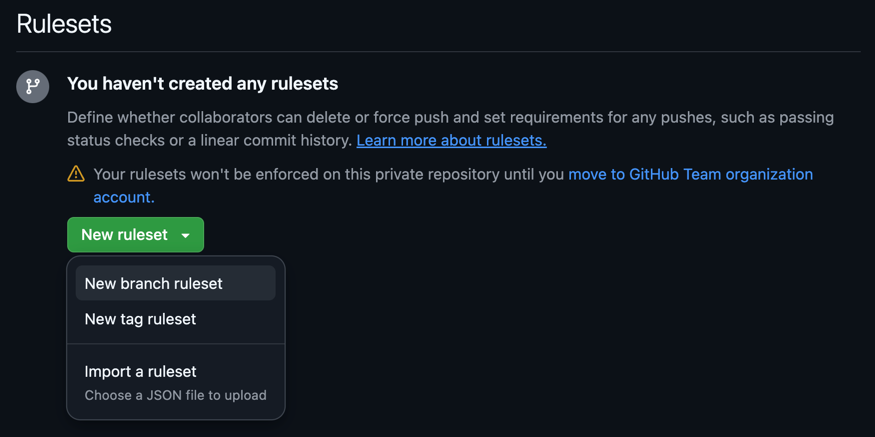 Rulesets
You haven't created any rulesets
Define whether collaborators can delete or force push and set requirements for any pushes, such as passing
status checks or a linear commit history. Learn more about rulesets.
Your rulesets won't be enforced on this private repository until you move to GitHub Team organization
account.
New ruleset
New branch ruleset
New tag ruleset
Import a ruleset
Choose a JSON file to upload